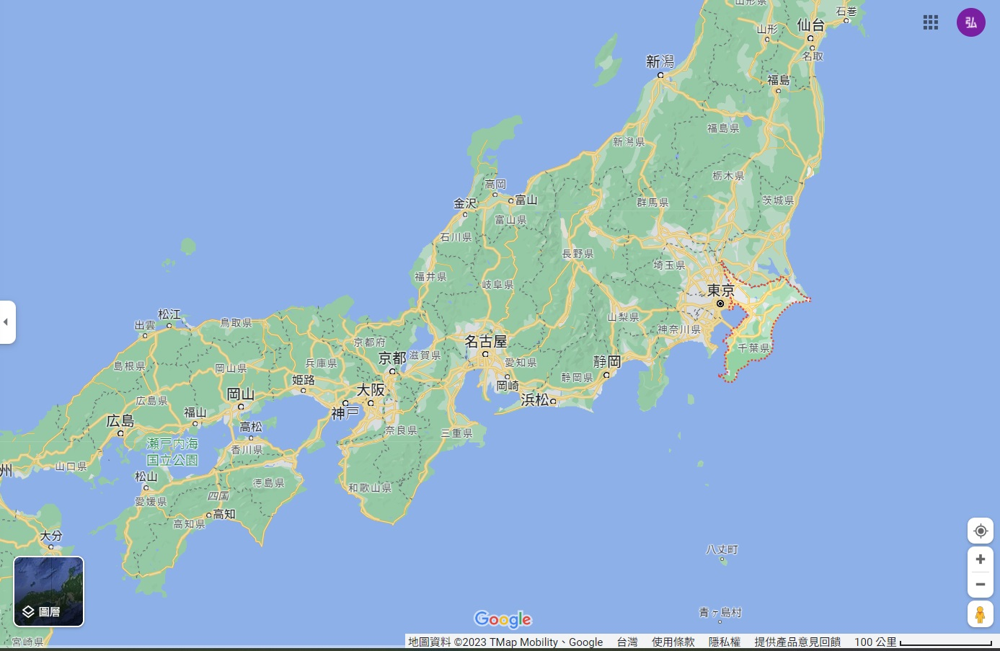 山形県
石巻
仙台
山形
弘
名取
新潟
福島
福島県
新潟県
栃木県
高岡
富山
金沢
群馬県
茨城県
富山県
石川県
長野県
埼玉県
福井県
岐阜県
東京
松江
出雲
鳥取県
山梨県
神奈川県
京都府
名古屋
千葉県
京都
滋賀県
愛知県
静岡
島根県
岡山県
兵庫県
姫路
静岡県
岡崎
大阪
岡山
浜松
広島県
神戸
福山
広島
高松
奈良県
三重県
瀬戸内海
国立公園
香川県
山口県
州
松山
徳島県
和歌山県
愛媛県
四国
高知
高知県
大分
八丈町
圖層
青ヶ島村
Google
宮崎県
地圖資料 ©2023 TMap Mobility、Google 台灣 使用條款 隱私權 提供產品意見回饋 100 公里